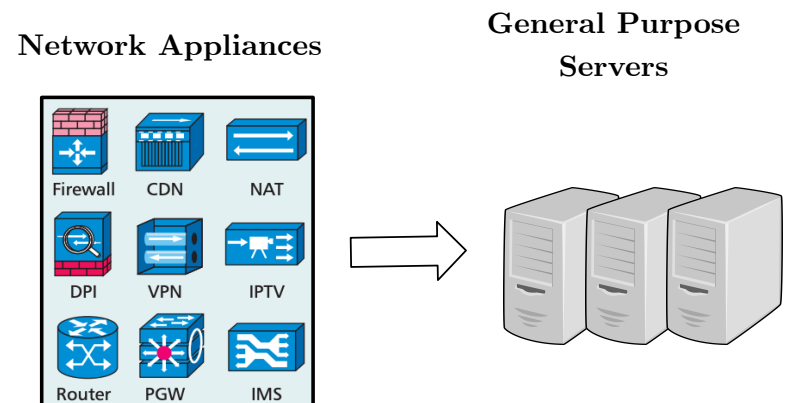 Network Appliances
General Purpose
Servers
Firewall CDN NAT
DPI VPN IPTV
Router PGW IMS